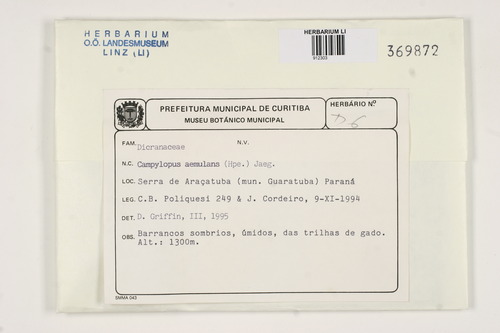 HERBARIUM
O.Ö. LANDESMUSEUM
LINZ (LI)
HERBARIUM LI
912303
369872
PREFEITURA MUNICIPAL DE CURITIBA
MUSEU BOTÂNICO MUNICIPAL
HERBÁRIO Nº
FAM. Dicranaceae N.V.
N.C. Campylopus aemulans (Hpe.) Jaeg.
LOC. Serra de Araçatuba (mun. Guaratuba) Paraná
LEG. C.B. Poliquesi 249 & J. Cordeiro, 9-XI-1994
DET. D. Griffin, III, 1995
OBS. Barrancos sombrios, úmidos, das trilhas de gado.
Alt.: 1300m.
SMMA 043